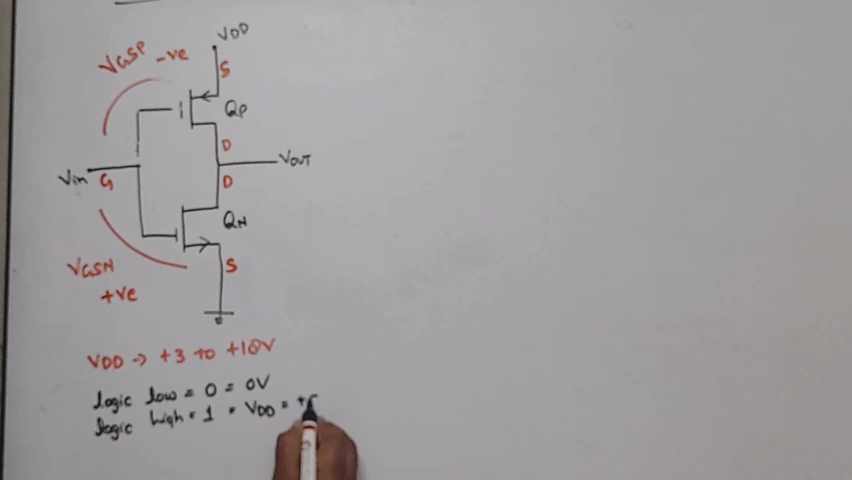 VDD
VGSP -ve
S
QP
D
Vin
G
VOUT
D
QN
S
VGSN
+ve
VDD → +3 to +18V
logic low = 0 = 0V
logic high = 1 = VDD = +